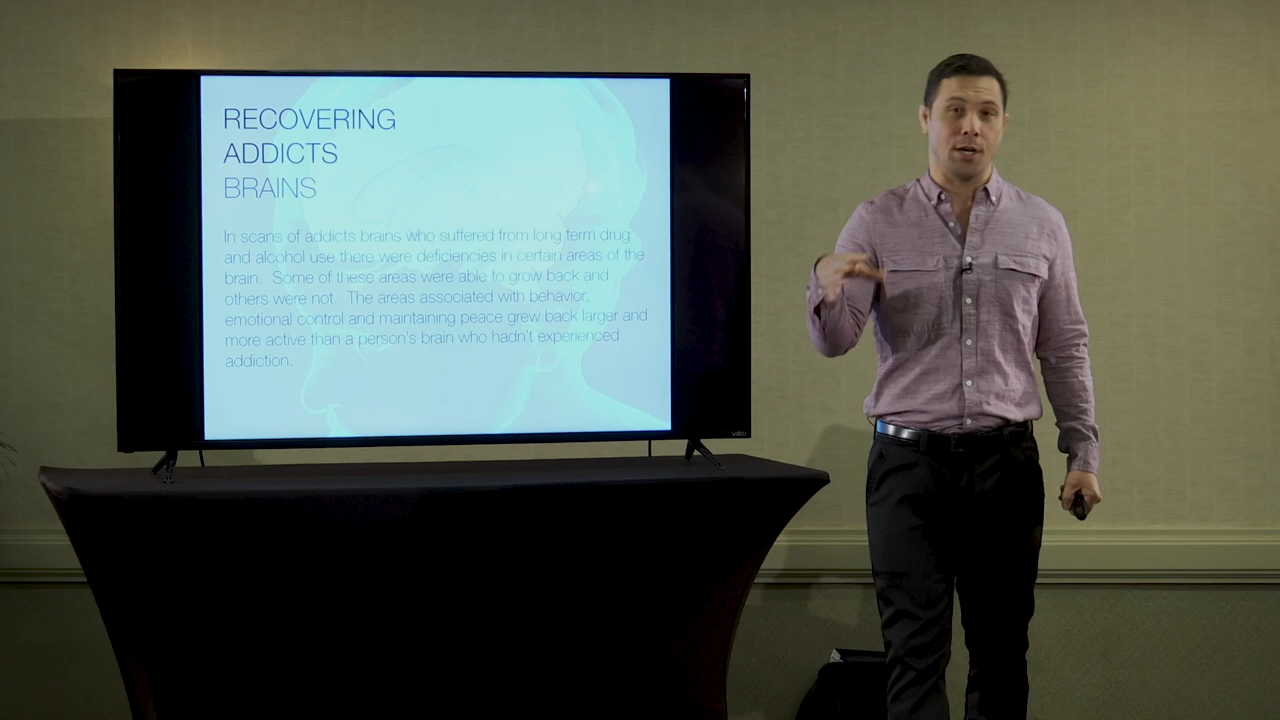 RECOVERING
ADDICTS
BRAINS
In scans of addicts brains who suffered from long term drug
and alcohol use there were deficiencies in certain areas of the
brain.  Some of these areas were able to grow back and
others were not.  The areas associated with behavior,
emotional control and maintaining peace grew back larger and
more active than a person's brain who hadn't experienced
addiction.
VIZIO